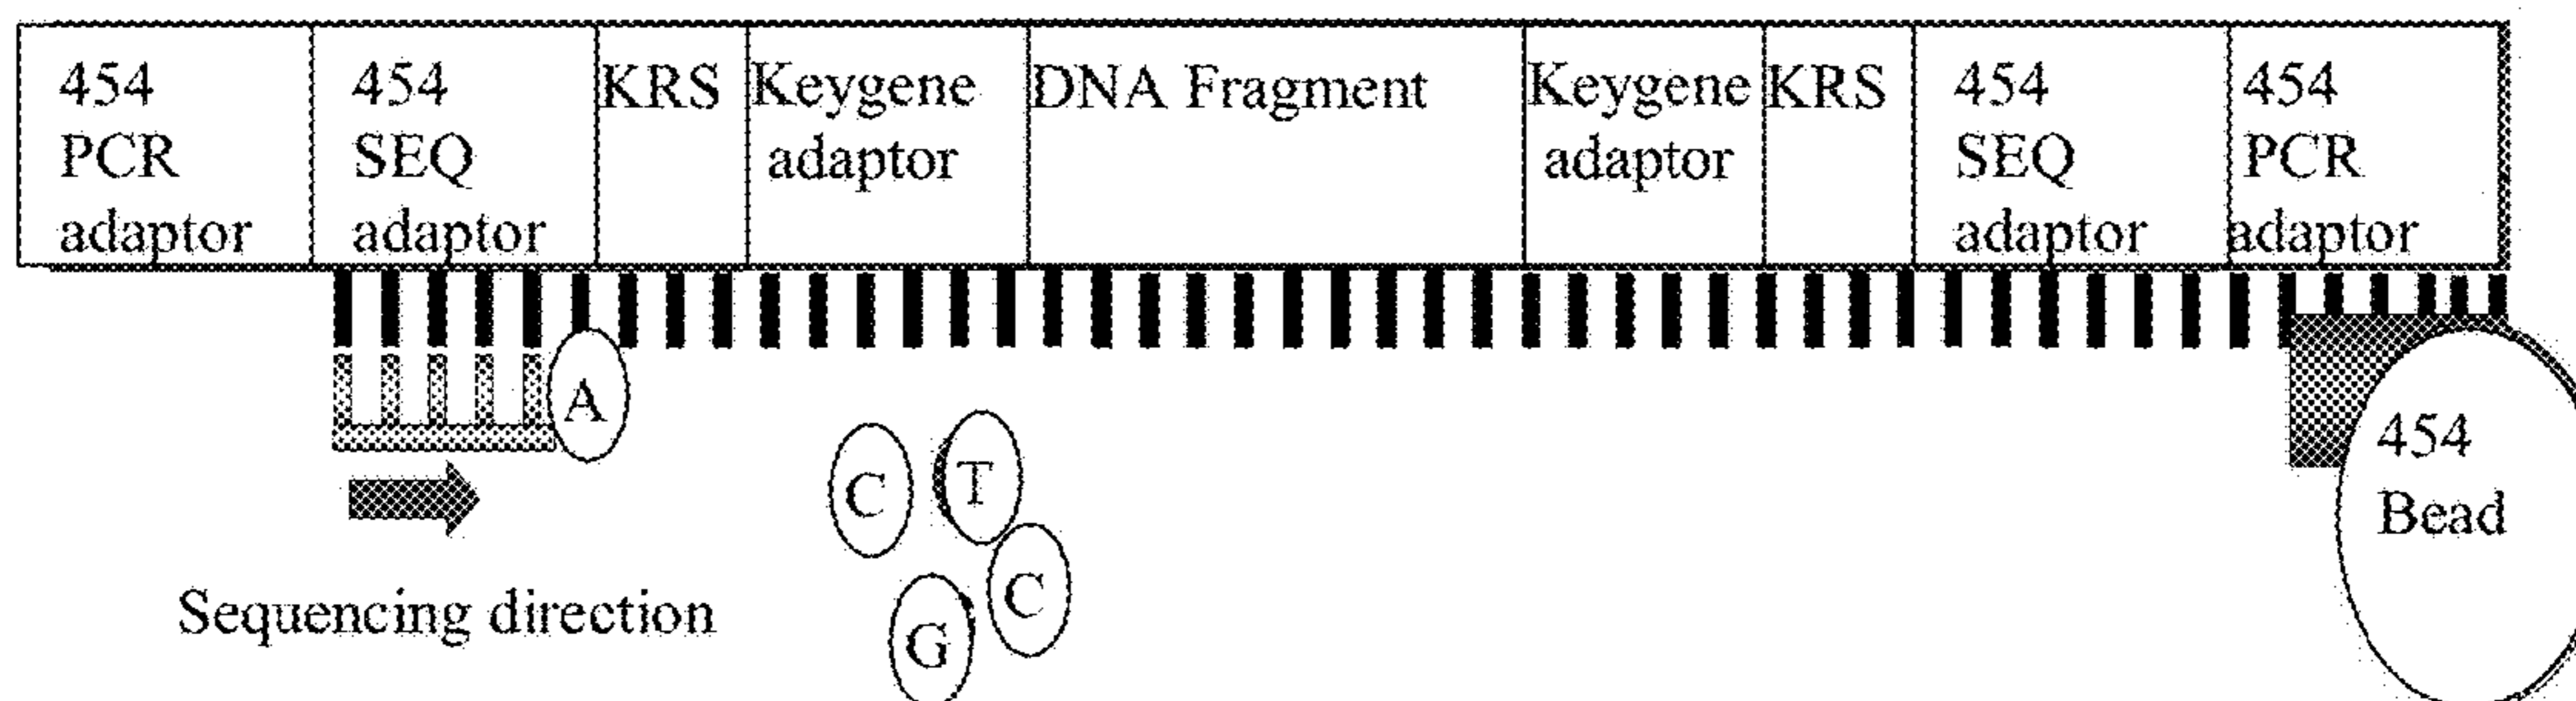 454
PCR
adaptor
454
SEQ
adaptor
KRS
Keygene
adaptor
DNA Fragment
Keygene
adaptor
KRS
454
SEQ
adaptor
454
PCR
adaptor
A
C
T
C
G
454
Bead
Sequencing direction